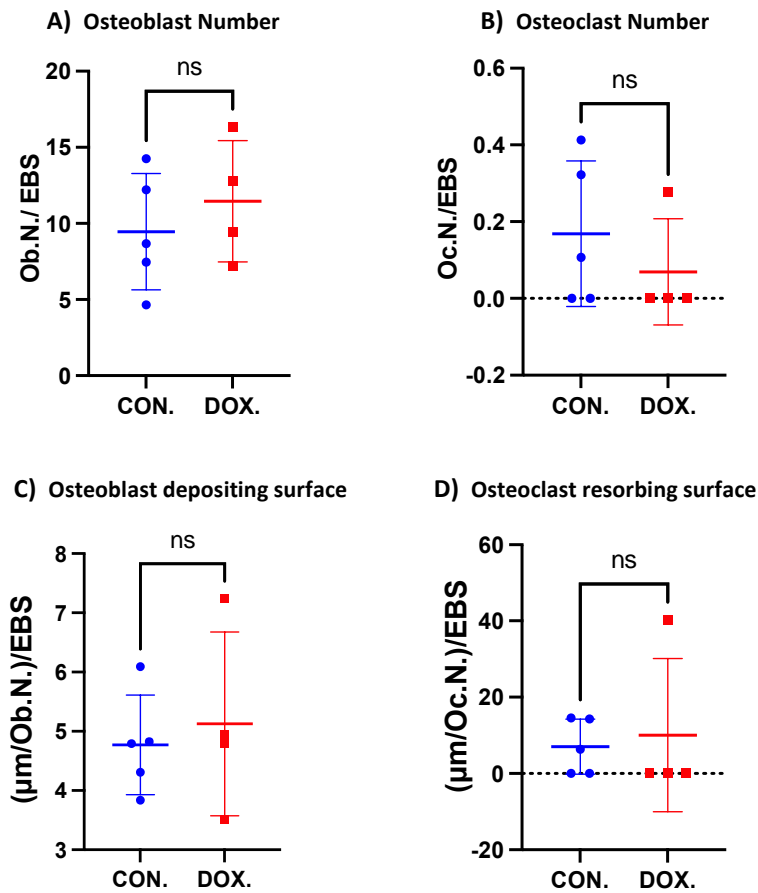 A) Osteoblast Number
ns
20
15
10
5
0
Ob.N./ EBS
CON. DOX.
B) Osteoclast Number
ns
0.6
0.4
0.2
0.0
-0.2
Oc.N./EBS
CON. DOX.
C) Osteoblast depositing surface
ns
8
7
6
5
4
3
(µm/Ob.N.)/EBS
CON. DOX.
D) Osteoclast resorbing surface
ns
60
40
20
0
-20
(µm/Oc.N.)/EBS
CON. DOX.